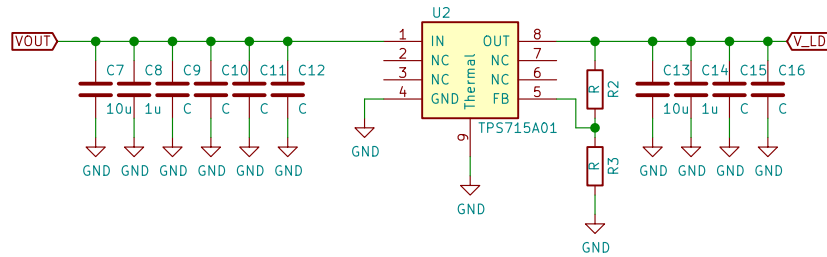 U2
VOUT
1 IN OUT 8
V_LD
2 NC NC 7
3 NC NC 6
4 GND FB 5
Thermal
9
TPS715A01
C7 C8 C9 C10 C11 C12
10u 1u C C C C
R R2
C13 C14 C15 C16
10u 1u C C
R R3
GND
GND GND GND GND GND GND
GND GND GND GND
GND
GND